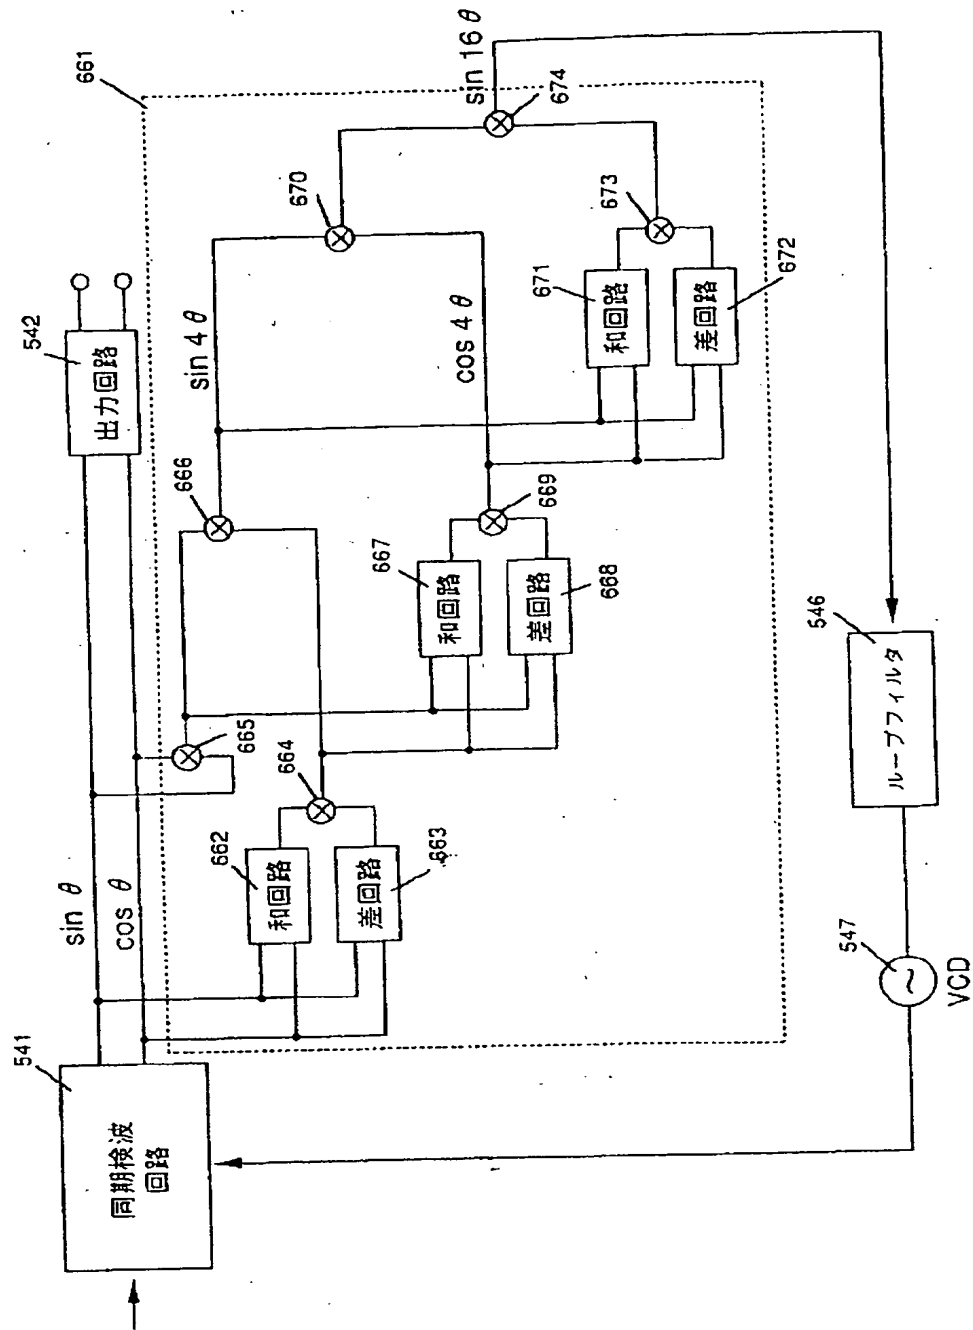 541
同期検波
回路
sin θ
cos θ
542
出力回路
661
662
和回路
663
差回路
664
665
666
sin 4 θ
667
和回路
668
差回路
669
cos 4 θ
670
671
和回路
672
差回路
673
674
sin 16 θ
546
ループフィルタ
547
VCD